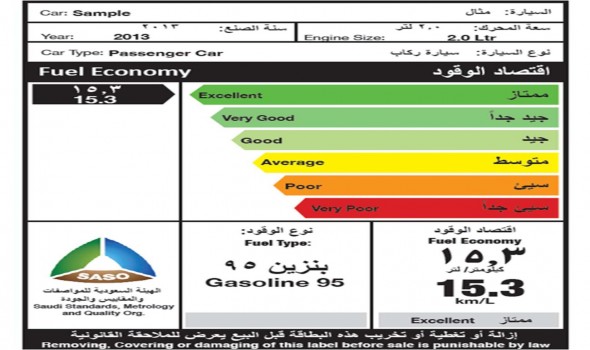 Car: Sample السيارة: مثال
Year: 2013 سنة الصنع: ٢٠١٣ Engine Size: 2.0 Ltr سعة المحرك: ٢,٠ لتر
Car Type: Passenger Car نوع السيارة: سيارة ركاب
Fuel Economy اقتصاد الوقود
١٥,٣
15.3
Excellent ممتاز
Very Good جيد جداً
Good جيد
Average متوسط
Poor سيئ
Very Poor سيئ جدا
SASO
الهيئة السعودية للمواصفات
والمقاييس والجودة
Saudi Standards, Metrology
and Quality Org.
نوع الوقود:
Fuel Type:
بنزين ٩٥
Gasoline 95
اقتصاد الوقود
Fuel Economy
١٥,٣
كيلومتر/ لتر
15.3
km/L
Excellent ممتاز
إزالة أو تغطية أو تخريب هذه البطاقة قبل البيع يعرض للملاحقة القانونية
Removing, Covering or damaging of this label before sale is punishable by law